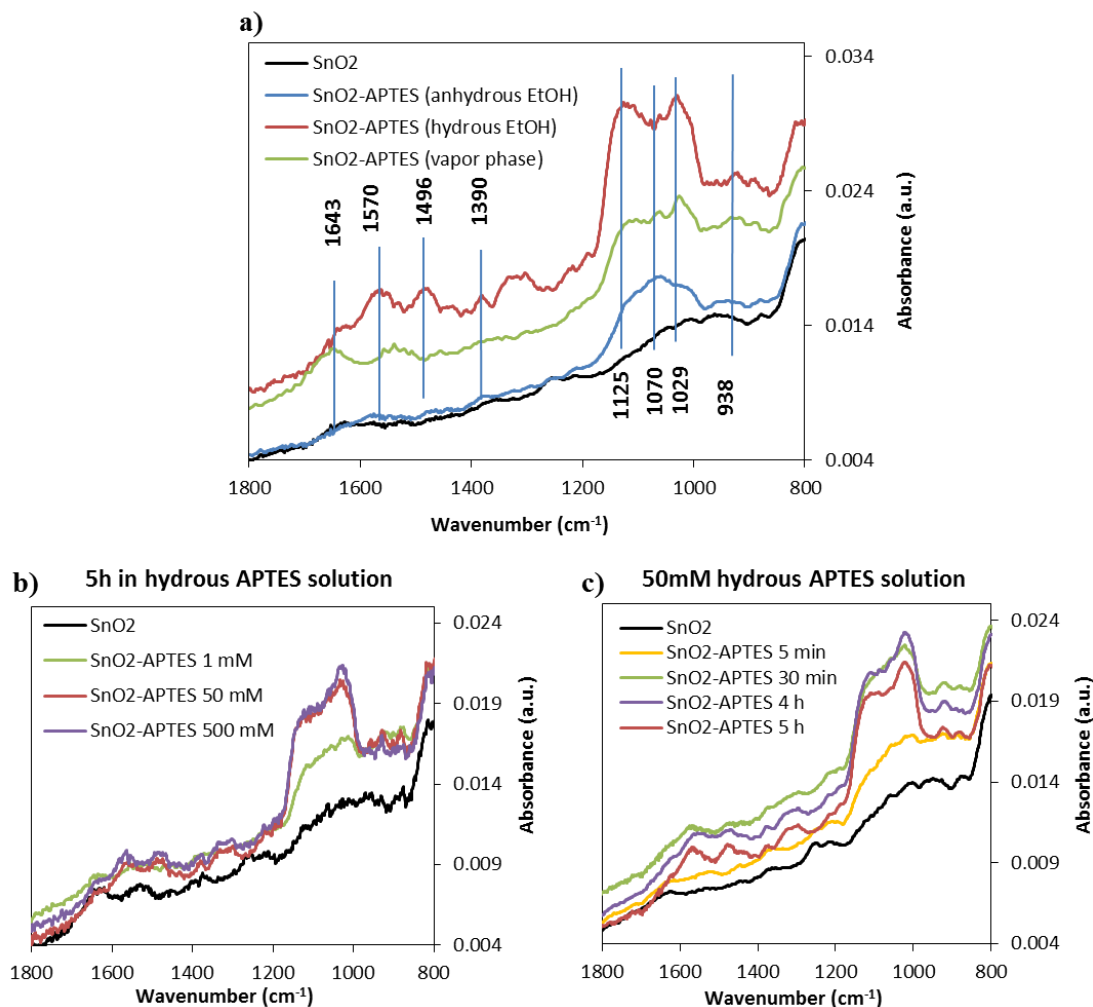 a)
SnO2
SnO2-APTES (anhydrous EtOH)
SnO2-APTES (hydrous EtOH)
SnO2-APTES (vapor phase)
1643
1570
1496
1390
1125
1070
1029
938
0.034
0.024
0.014
0.004
Absorbance (a.u.)
1800 1600 1400 1200 1000 800
Wavenumber (cm⁻¹)
b) 5h in hydrous APTES solution
SnO2
SnO2-APTES 1 mM
SnO2-APTES 50 mM
SnO2-APTES 500 mM
0.024
0.019
0.014
0.009
0.004
Absorbance (a.u.)
1800 1600 1400 1200 1000 800
Wavenumber (cm⁻¹)
c) 50mM hydrous APTES solution
SnO2
SnO2-APTES 5 min
SnO2-APTES 30 min
SnO2-APTES 4 h
SnO2-APTES 5 h
0.024
0.019
0.014
0.009
0.004
Absorbance (a.u.)
1800 1600 1400 1200 1000 800
Wavenumber (cm⁻¹)